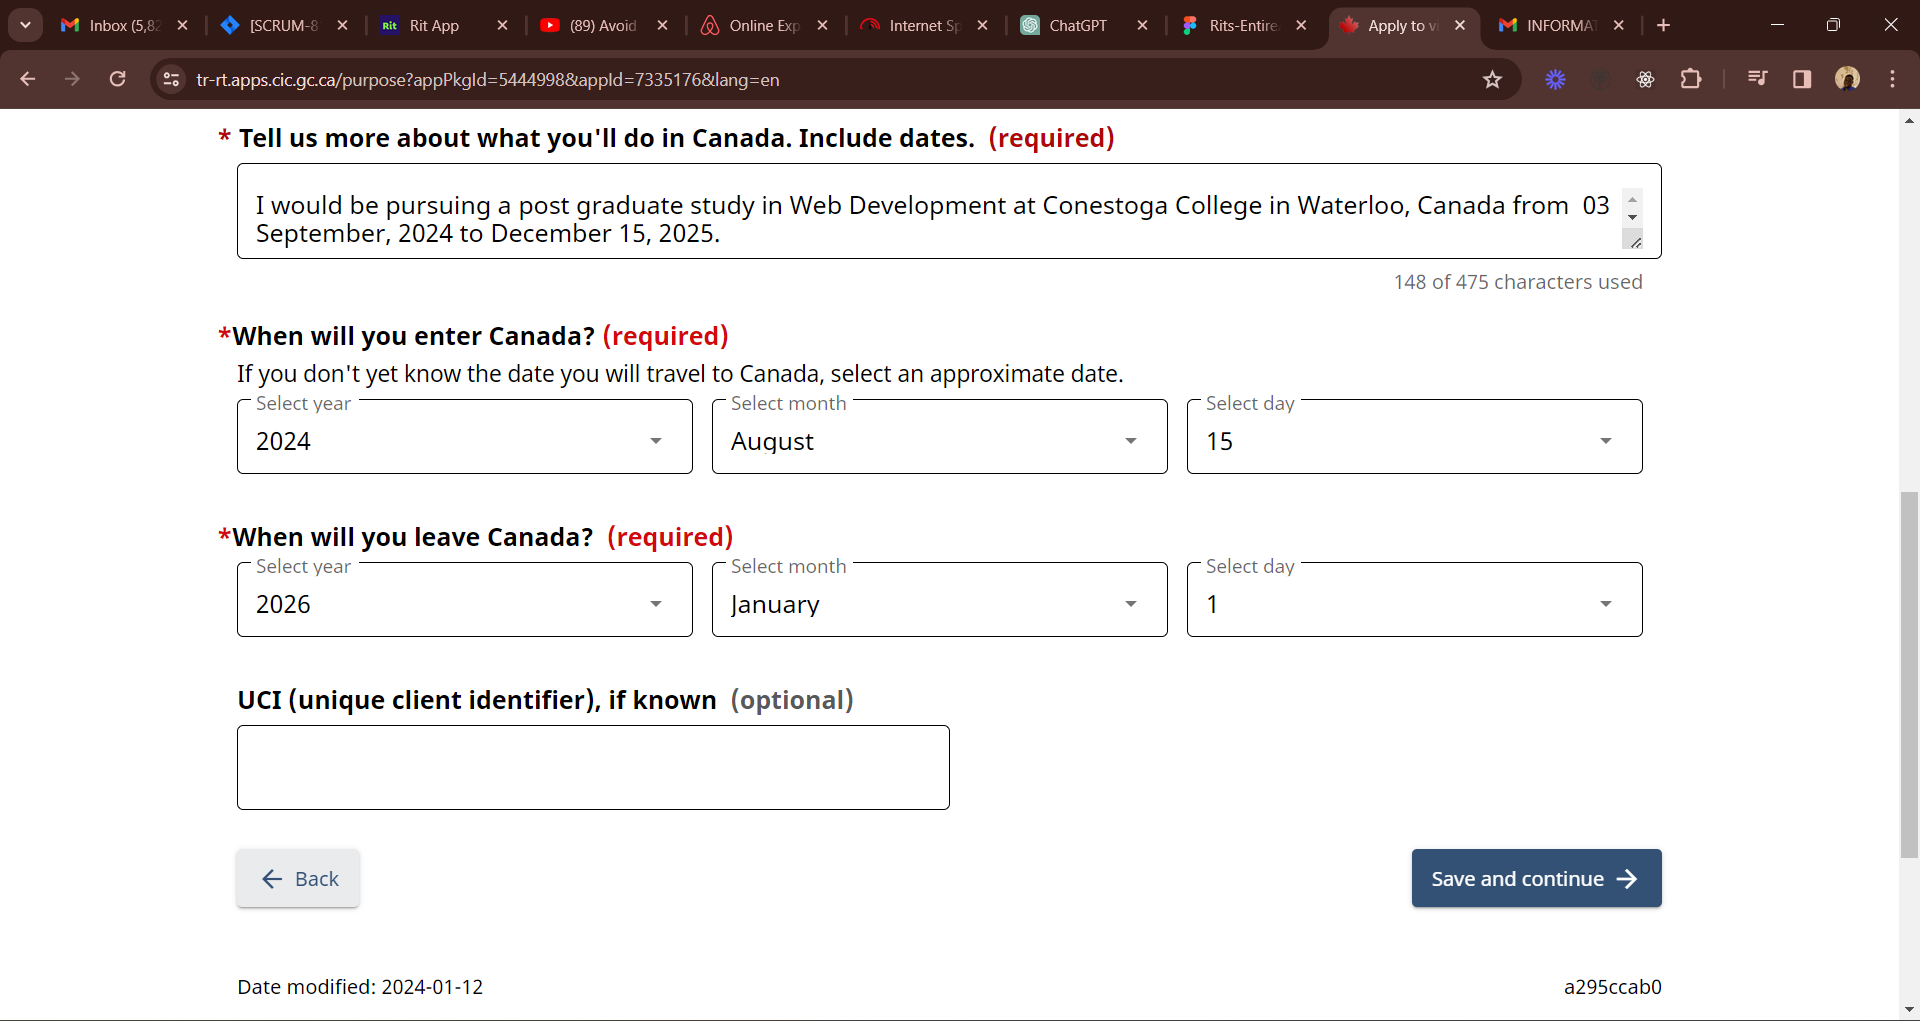 Inbox (5,82
[SCRUM-8
Rit
Rit App
(89) Avoid
Online Exp
Internet Sp
ChatGPT
Rits-Entire
Apply to vi
INFORMAT
tr-rt.apps.cic.gc.ca/purpose?appPkgId=5444998&appId=7335176&lang=en
* Tell us more about what you'll do in Canada. Include dates. (required)
I would be pursuing a post graduate study in Web Development at Conestoga College in Waterloo, Canada from 03
September, 2024 to December 15, 2025.
148 of 475 characters used
*When will you enter Canada? (required)
If you don't yet know the date you will travel to Canada, select an approximate date.
Select year
2024
Select month
August
Select day
15
*When will you leave Canada? (required)
Select year
2026
Select month
January
Select day
1
UCI (unique client identifier), if known (optional)
Back
Save and continue
Date modified: 2024-01-12
a295ccab0